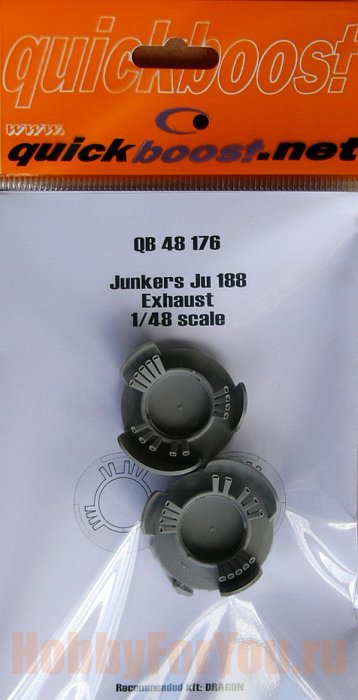 quickboost
www.
quickboost.net
QB 48 176
Junkers Ju 188
Exhaust
1/48 scale
HobbyForYou.ru
Recommended kit: DRAGON